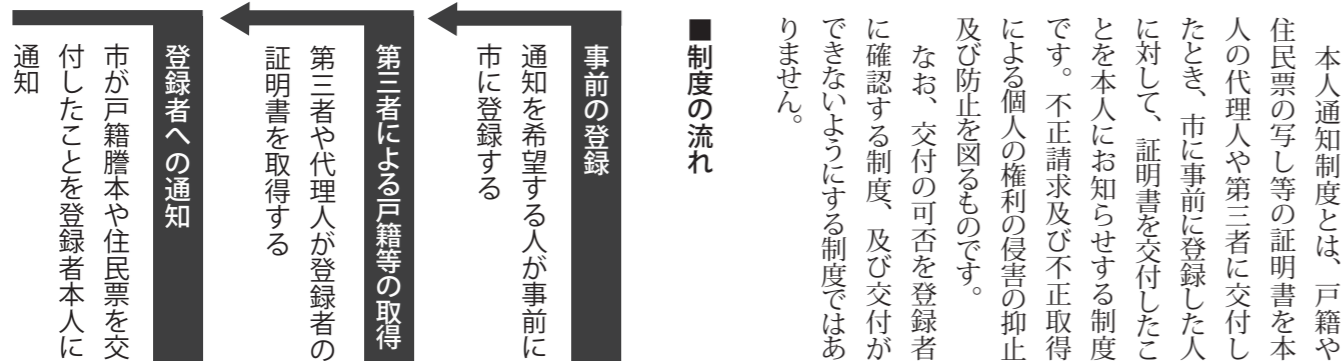 本人通知制度とは、戸籍や
住民票の写し等の証明書を本
人の代理人や第三者に交付し
たとき、市に事前に登録した人
に対して、証明書を交付したこ
とを本人にお知らせする制度
です。不正請求及び不正取得
による個人の権利の侵害の抑止
及び防止を図るものです。
なお、交付の可否を登録者
に確認する制度、及び交付が
できないようにする制度ではあ
りません。
■制度の流れ
事前の登録
通知を希望する人が事前に
市に登録する
第三者による戸籍等の取得
第三者や代理人が登録者の
証明書を取得する
登録者への通知
市が戸籍謄本や住民票を交
付したことを登録者本人に
通知